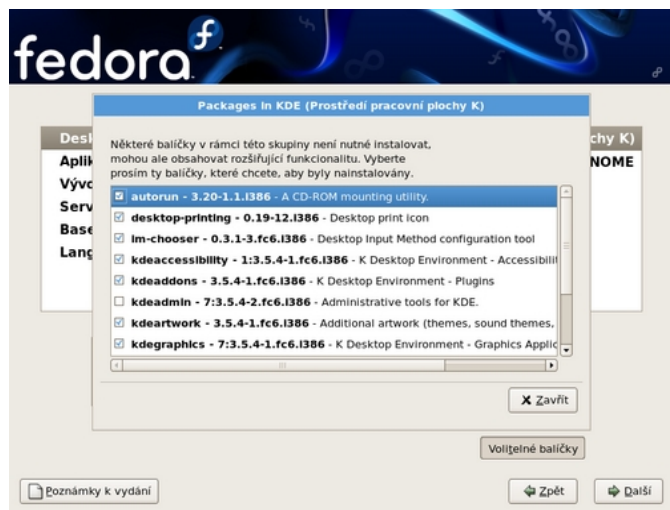 fedora
Packages in KDE (Prostředí pracovní plochy K)
Některé balíčky v rámci této skupiny není nutné instalovat,
mohou ale obsahovat rozšiřující funkcionalitu. Vyberte
prosím ty balíčky, které chcete, aby byly nainstalovány.
autorun - 3.20-1.1.i386 - A CD-ROM mounting utility.
desktop-printing - 0.19-12.i386 - Desktop print icon
im-chooser - 0.3.1-3.fc6.i386 - Desktop Input Method configuration tool
kdeaccessibility - 1:3.5.4-1.fc6.i386 - K Desktop Environment - Accessibilit
kdeaddons - 3.5.4-1.fc6.i386 - K Desktop Environment - Plugins
kdeadmin - 7:3.5.4-2.fc6.i386 - Administrative tools for KDE.
kdeartwork - 3.5.4-1.fc6.i386 - Additional artwork (themes, sound themes,
kdegraphics - 7:3.5.4-1.fc6.i386 - K Desktop Environment - Graphics Applic
Zavřít
Desk
chy K)
Aplik
NOME
Vývo
Serv
Base
Lang
Volitelné balíčky
Poznámky k vydání
Zpět
Další